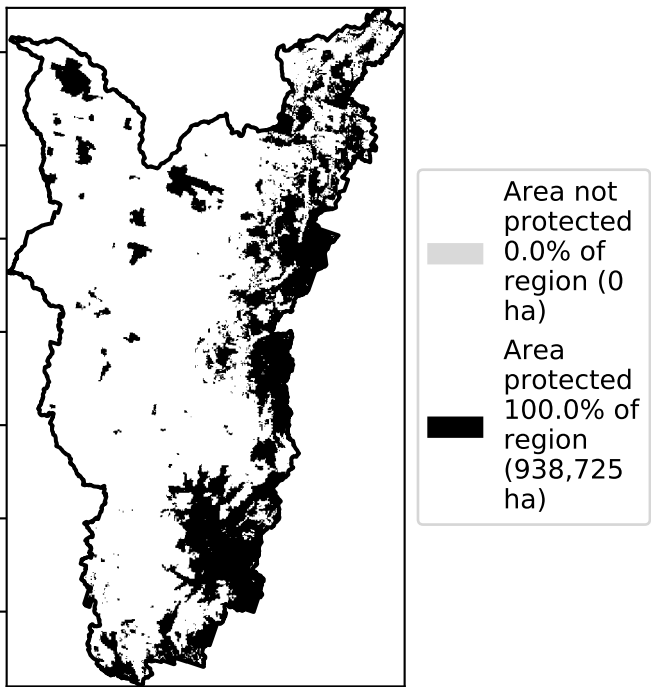 Area not
protected
0.0% of
region (0
ha)
Area
protected
100.0% of
region
(938,725
ha)